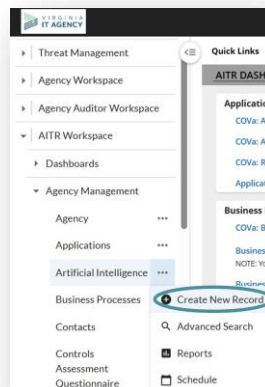 VIRGINIA
IT AGENCY
Threat Management
Quick Links
Agency Workspace
AITR DASH
Agency Auditor Workspace
Applicatio
COVa: A
AITR Workspace
COVa: A
Dashboards
COVa: R
Agency Management
Applicat
Agency
Business
Applications
COVa: B
Artificial Intelligence
Business
NOTE: Yo
Business
Business Processes
Create New Record
Contacts
Advanced Search
Controls
Reports
Assessment
Questionnaire
Schedule